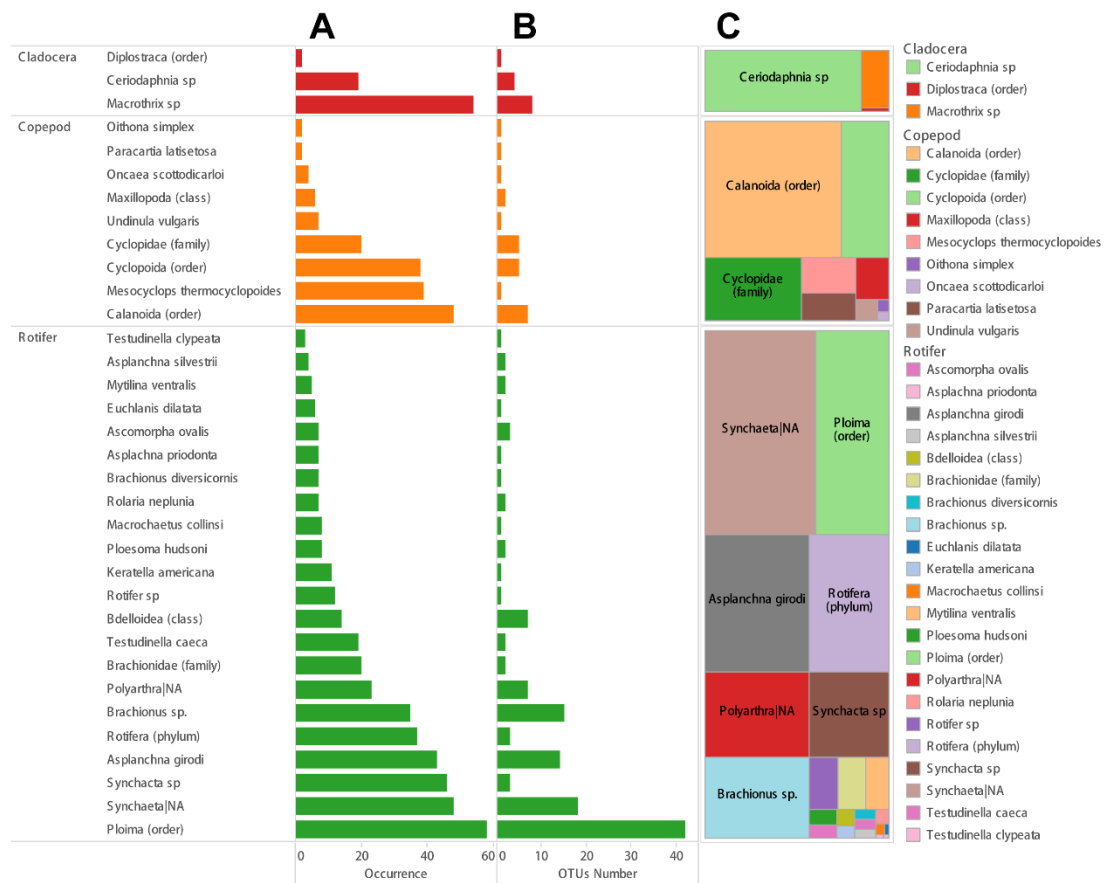 A B C
Cladocera
Diplostraca (order)
Ceriodaphnia sp
Macrothrix sp
Copepod
Oithona simplex
Paracartia latisetosa
Oncaea scottodicarloi
Maxillopoda (class)
Undinula vulgaris
Cyclopidae (family)
Cyclopoida (order)
Mesocyclops thermocyclopoides
Calanoida (order)
Rotifer
Testudinella clypeata
Asplanchna silvestrii
Mytilina ventralis
Euchlanis dilatata
Ascomorpha ovalis
Asplachna priodonta
Brachionus diversicornis
Rolaria neplunia
Macrochaetus collinsi
Ploesoma hudsoni
Keratella americana
Rotifer sp
Bdelloidea (class)
Testudinella caeca
Brachionidae (family)
Polyarthra|NA
Brachionus sp.
Rotifera (phylum)
Asplanchna girodi
Synchacta sp
Synchaeta|NA
Ploima (order)
0 20 40 60
Occurrence
0 10 20 30 40
OTUs Number
Ceriodaphnia sp
Calanoida (order)
Cyclopidae
(family)
Synchaeta|NA
Ploima
(order)
Asplanchna girodi
Rotifera
(phylum)
Polyarthra|NA
Synchacta sp
Brachionus sp.
Cladocera
Ceriodaphnia sp
Diplostraca (order)
Macrothrix sp
Copepod
Calanoida (order)
Cyclopidae (family)
Cyclopoida (order)
Maxillopoda (class)
Mesocyclops thermocyclopoides
Oithona simplex
Oncaea scottodicarloi
Paracartia latisetosa
Undinula vulgaris
Rotifer
Ascomorpha ovalis
Asplachna priodonta
Asplanchna girodi
Asplanchna silvestrii
Bdelloidea (class)
Brachionidae (family)
Brachionus diversicornis
Brachionus sp.
Euchlanis dilatata
Keratella americana
Macrochaetus collinsi
Mytilina ventralis
Ploesoma hudsoni
Ploima (order)
Polyarthra|NA
Rolaria neplunia
Rotifer sp
Rotifera (phylum)
Synchacta sp
Synchaeta|NA
Testudinella caeca
Testudinella clypeata